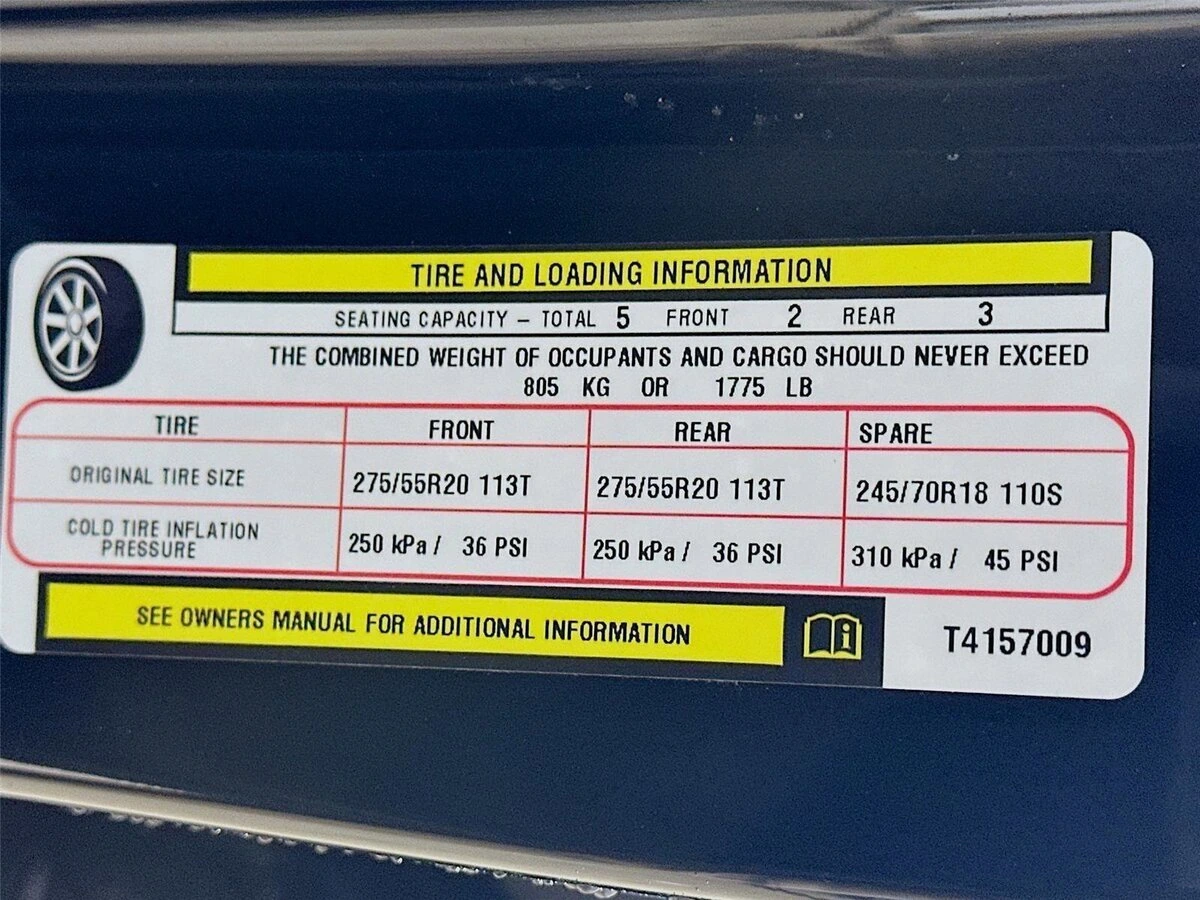 TIRE AND LOADING INFORMATION
SEATING CAPACITY – TOTAL 5 FRONT 2 REAR 3
THE COMBINED WEIGHT OF OCCUPANTS AND CARGO SHOULD NEVER EXCEED
805 KG OR 1775 LB
TIRE FRONT REAR SPARE
ORIGINAL TIRE SIZE 275/55R20 113T 275/55R20 113T 245/70R18 110S
COLD TIRE INFLATION
PRESSURE 250 kPa / 36 PSI 250 kPa / 36 PSI 310 kPa / 45 PSI
SEE OWNERS MANUAL FOR ADDITIONAL INFORMATION
T4157009